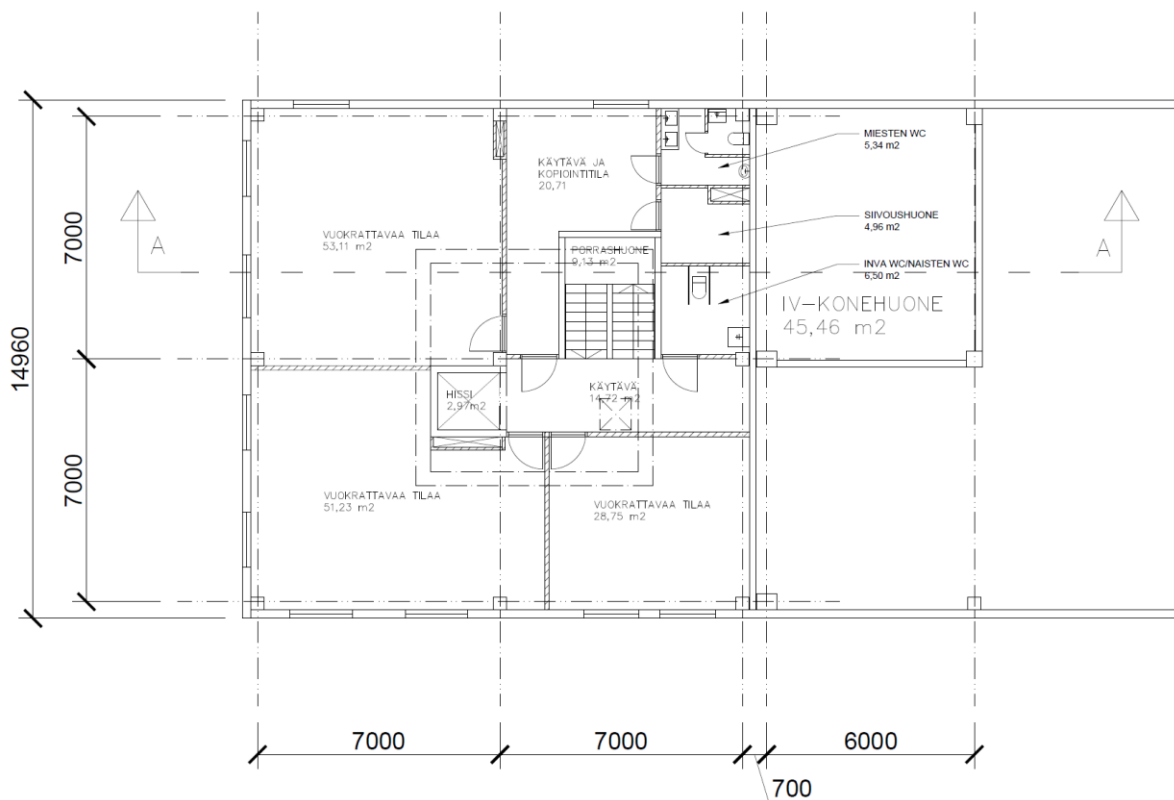 MIESTEN WC
5,34 m2
KÄYTÄVÄ JA
KOPIOINTITILA
20,71
SIIVOUSHUONE
4,96 m2
VUOKRATTAVAA TILAA
53,11 m2
PORRASHUONE
9,13 m2
A
A
INVA WC/NAISTEN WC
6,50 m2
IV-KONEHUONE
45,46 m2
7000
14960
HISSI
2,97m2
KÄYTÄVÄ
14,72 m2
7000
VUOKRATTAVAA TILAA
51,23 m2
VUOKRATTAVAA TILAA
28,75 m2
7000
7000
6000
700